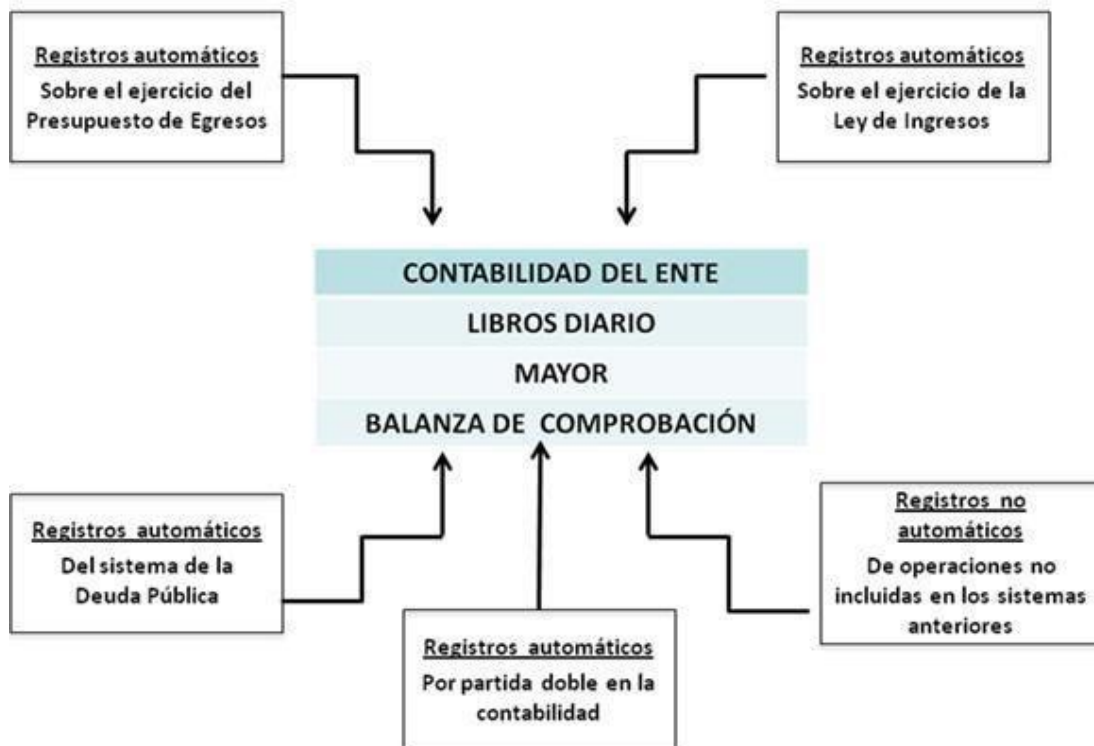 Registros automáticos
Sobre el ejercicio del
Presupuesto de Egresos
Registros automáticos
Sobre el ejercicio de la
Ley de Ingresos
CONTABILIDAD DEL ENTE
LIBROS DIARIO
MAYOR
BALANZA DE COMPROBACIÓN
Registros automáticos
Del sistema de la
Deuda Pública
Registros automáticos
Por partida doble en la
contabilidad
Registros no
automáticos
De operaciones no
incluidas en los sistemas
anteriores